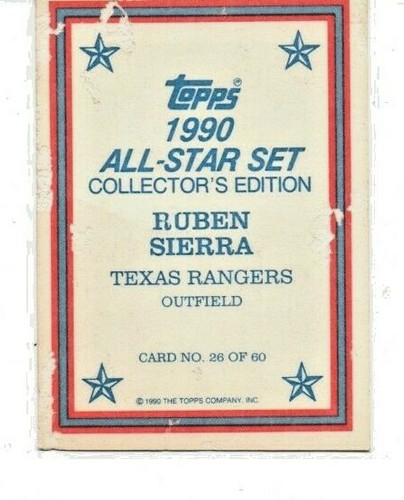 TOPPS®
1990
ALL-STAR SET
COLLECTOR'S EDITION
RUBEN
SIERRA
TEXAS RANGERS
OUTFIELD
CARD NO. 26 OF 60
©1990 THE TOPPS COMPANY, INC.